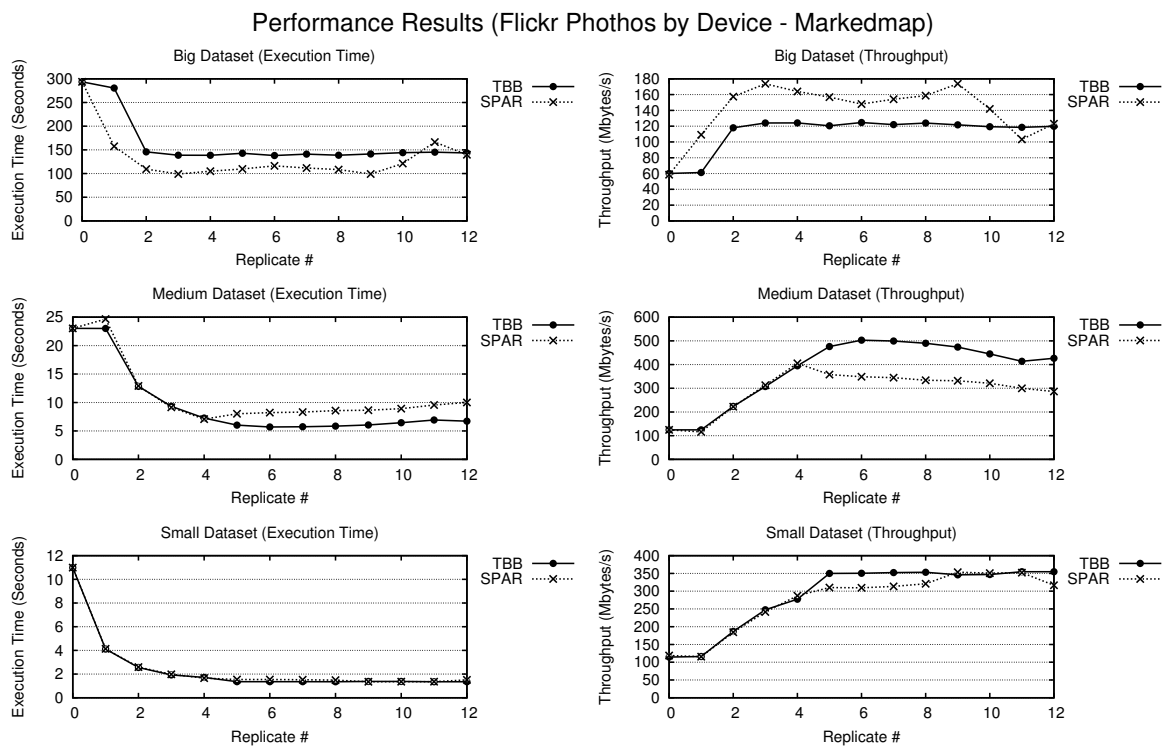 Performance Results (Flickr Phothos by Device - Markedmap)
Big Dataset (Execution Time)
Execution Time (Seconds)
300
250
200
150
100
50
0
0 2 4 6 8 10 12
Replicate #
TBB
SPAR
Big Dataset (Throughput)
Throughput (Mbytes/s)
180
160
140
120
100
80
60
40
20
0
0 2 4 6 8 10 12
Replicate #
TBB
SPAR
Medium Dataset (Execution Time)
Execution Time (Seconds)
25
20
15
10
5
0
0 2 4 6 8 10 12
Replicate #
TBB
SPAR
Medium Dataset (Throughput)
Throughput (Mbytes/s)
600
500
400
300
200
100
0
0 2 4 6 8 10 12
Replicate #
TBB
SPAR
Small Dataset (Execution Time)
Execution Time (Seconds)
12
10
8
6
4
2
0
0 2 4 6 8 10 12
Replicate #
TBB
SPAR
Small Dataset (Throughput)
Throughput (Mbytes/s)
400
350
300
250
200
150
100
50
0
0 2 4 6 8 10 12
Replicate #
TBB
SPAR